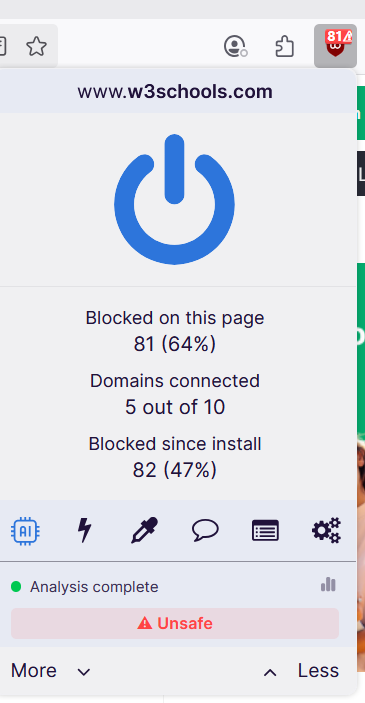 81
www.w3schools.com
Blocked on this page
81 (64%)
Domains connected
5 out of 10
Blocked since install
82 (47%)
AI
Analysis complete
Unsafe
More
Less